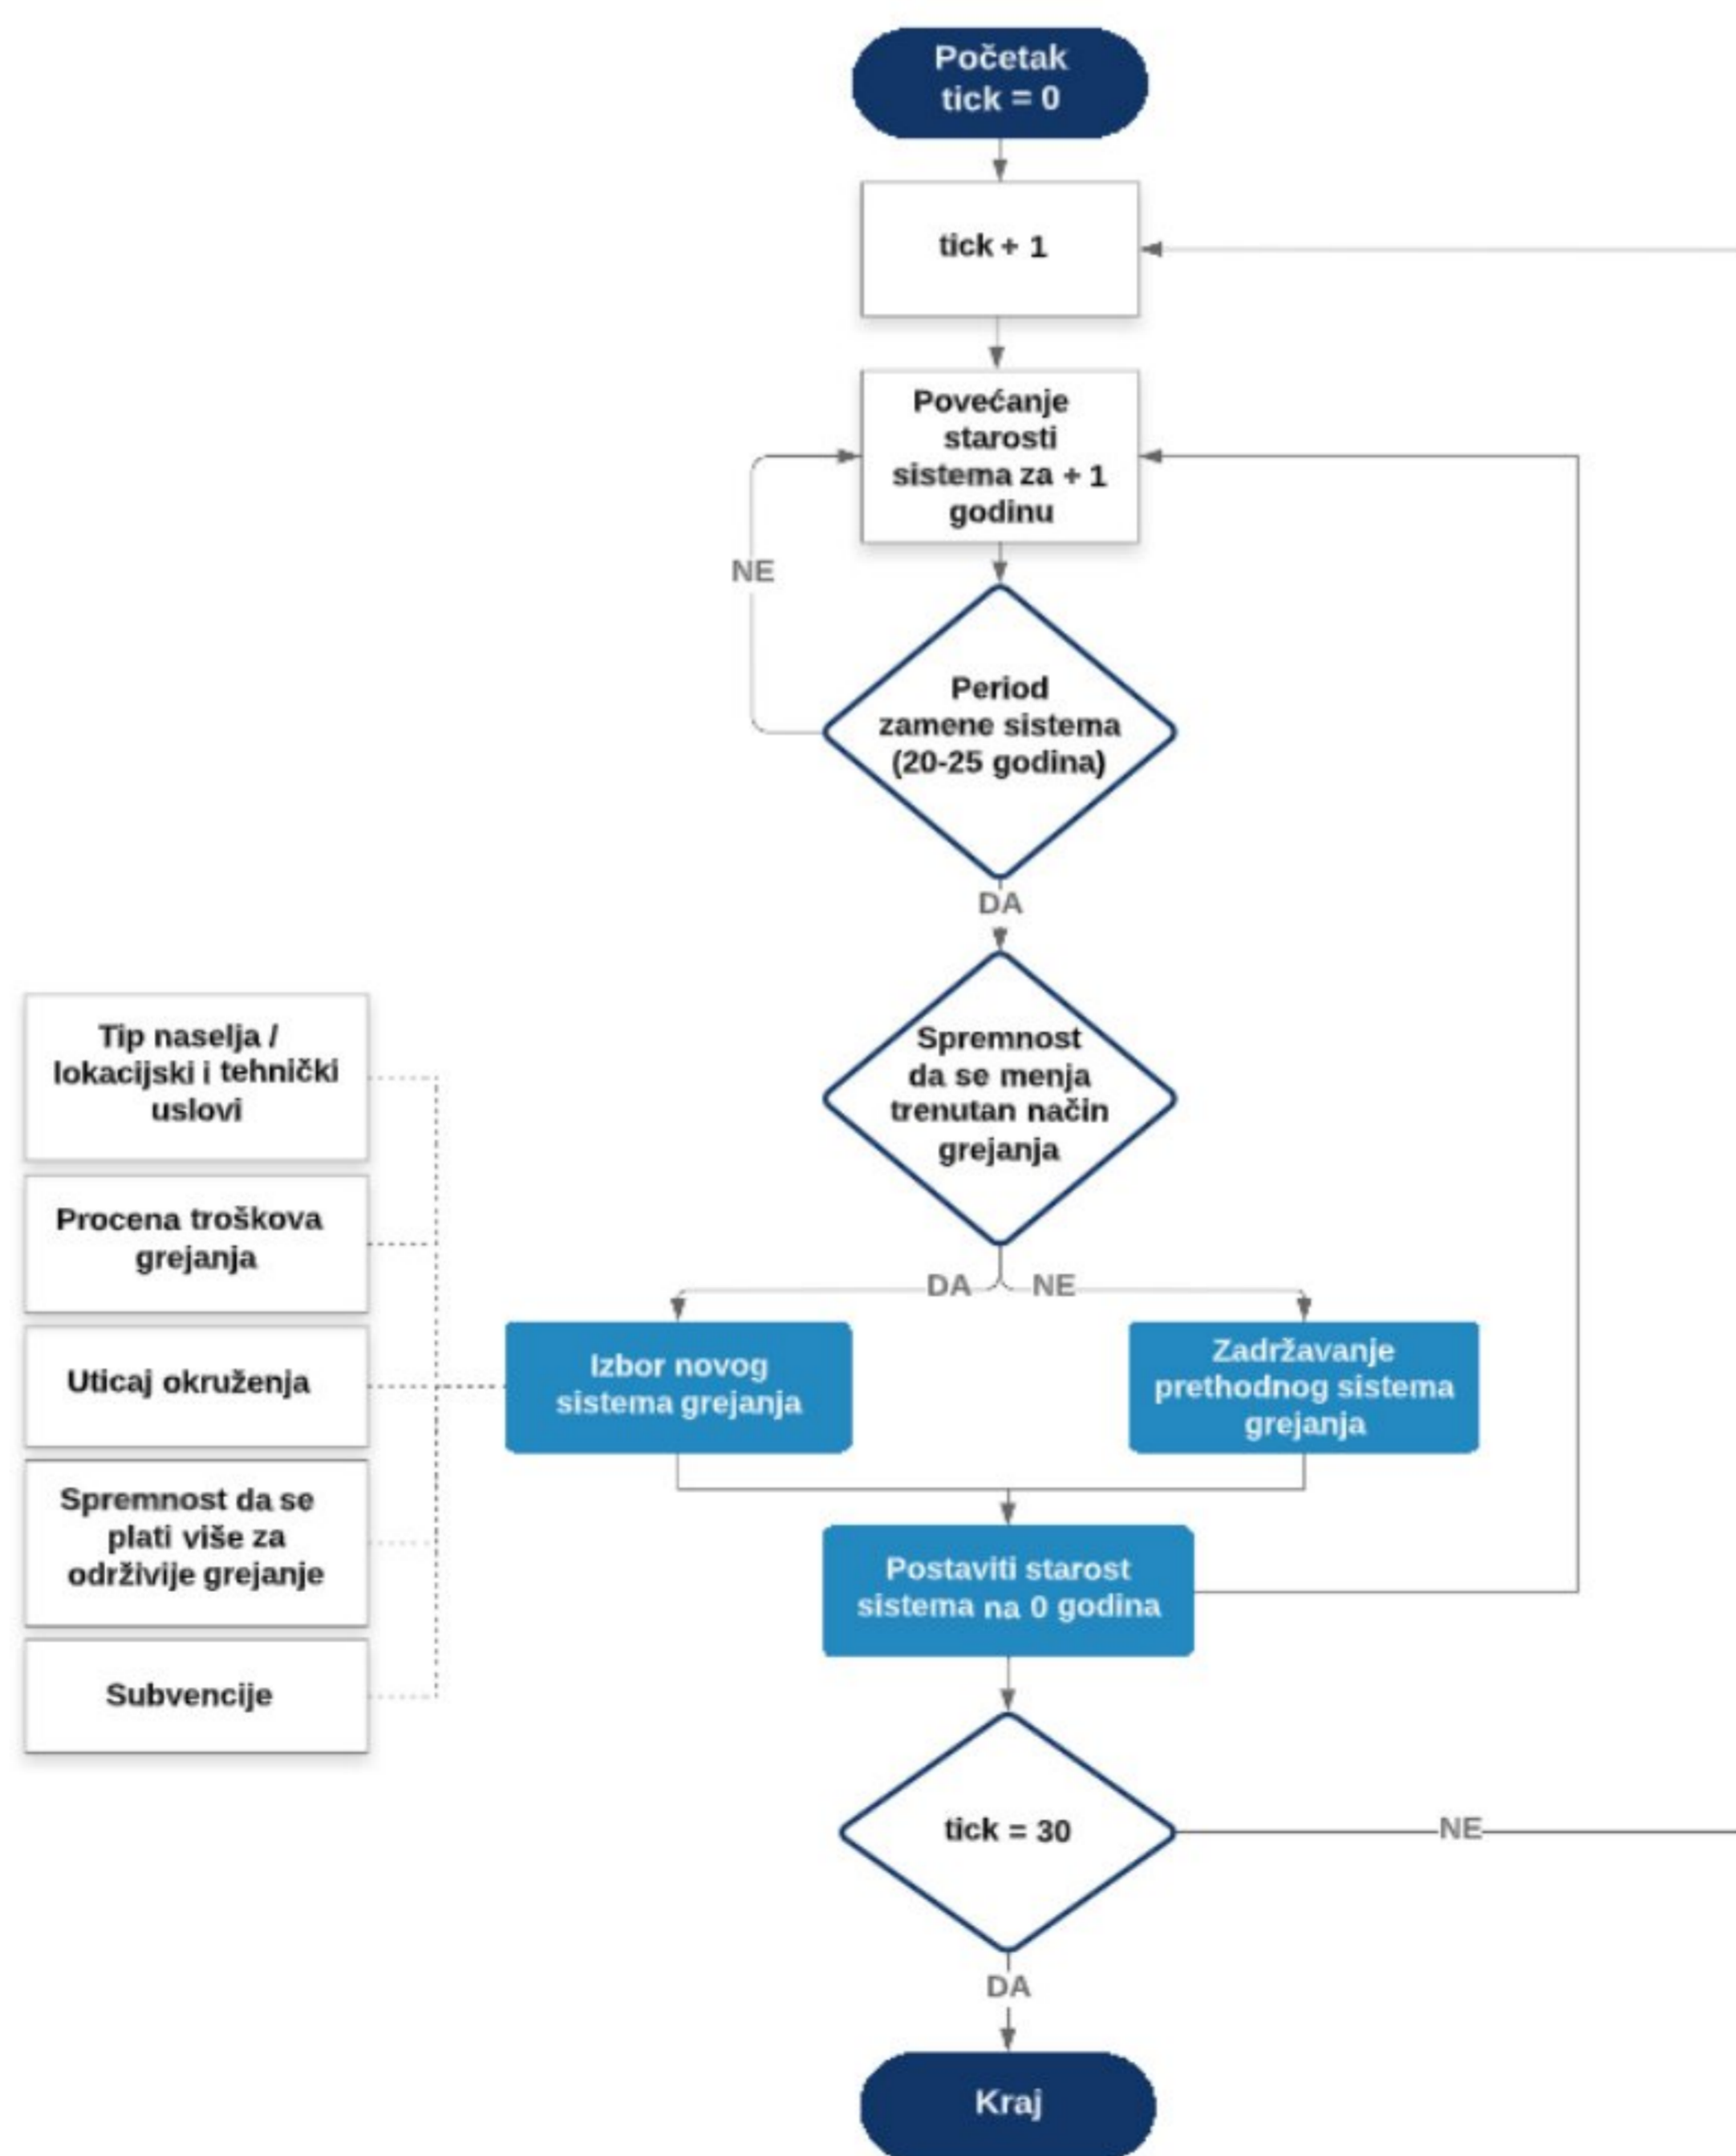 Početak
tick = 0
tick + 1
Povećanje
starosti
sistema za + 1
godinu
NE
Period
zamene sistema
(20-25 godina)
DA
Spremnost
da se menja
trenutan način
grejanja
DA
NE
Tip naselja /
lokacijski i tehnički
uslovi
Procena troškova
grejanja
Uticaj okruženja
Spremnost da se
plati više za
održivije grejanje
Subvencije
Izbor novog
sistema grejanja
Zadržavanje
prethodnog sistema
grejanja
Postaviti starost
sistema na 0 godina
tick = 30
NE
DA
Kraj